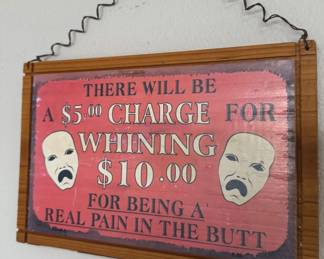 THERE WILL BE
A $5.00 CHARGE FOR
WHINING
$10.00
FOR BEING A
REAL PAIN IN THE BUTT